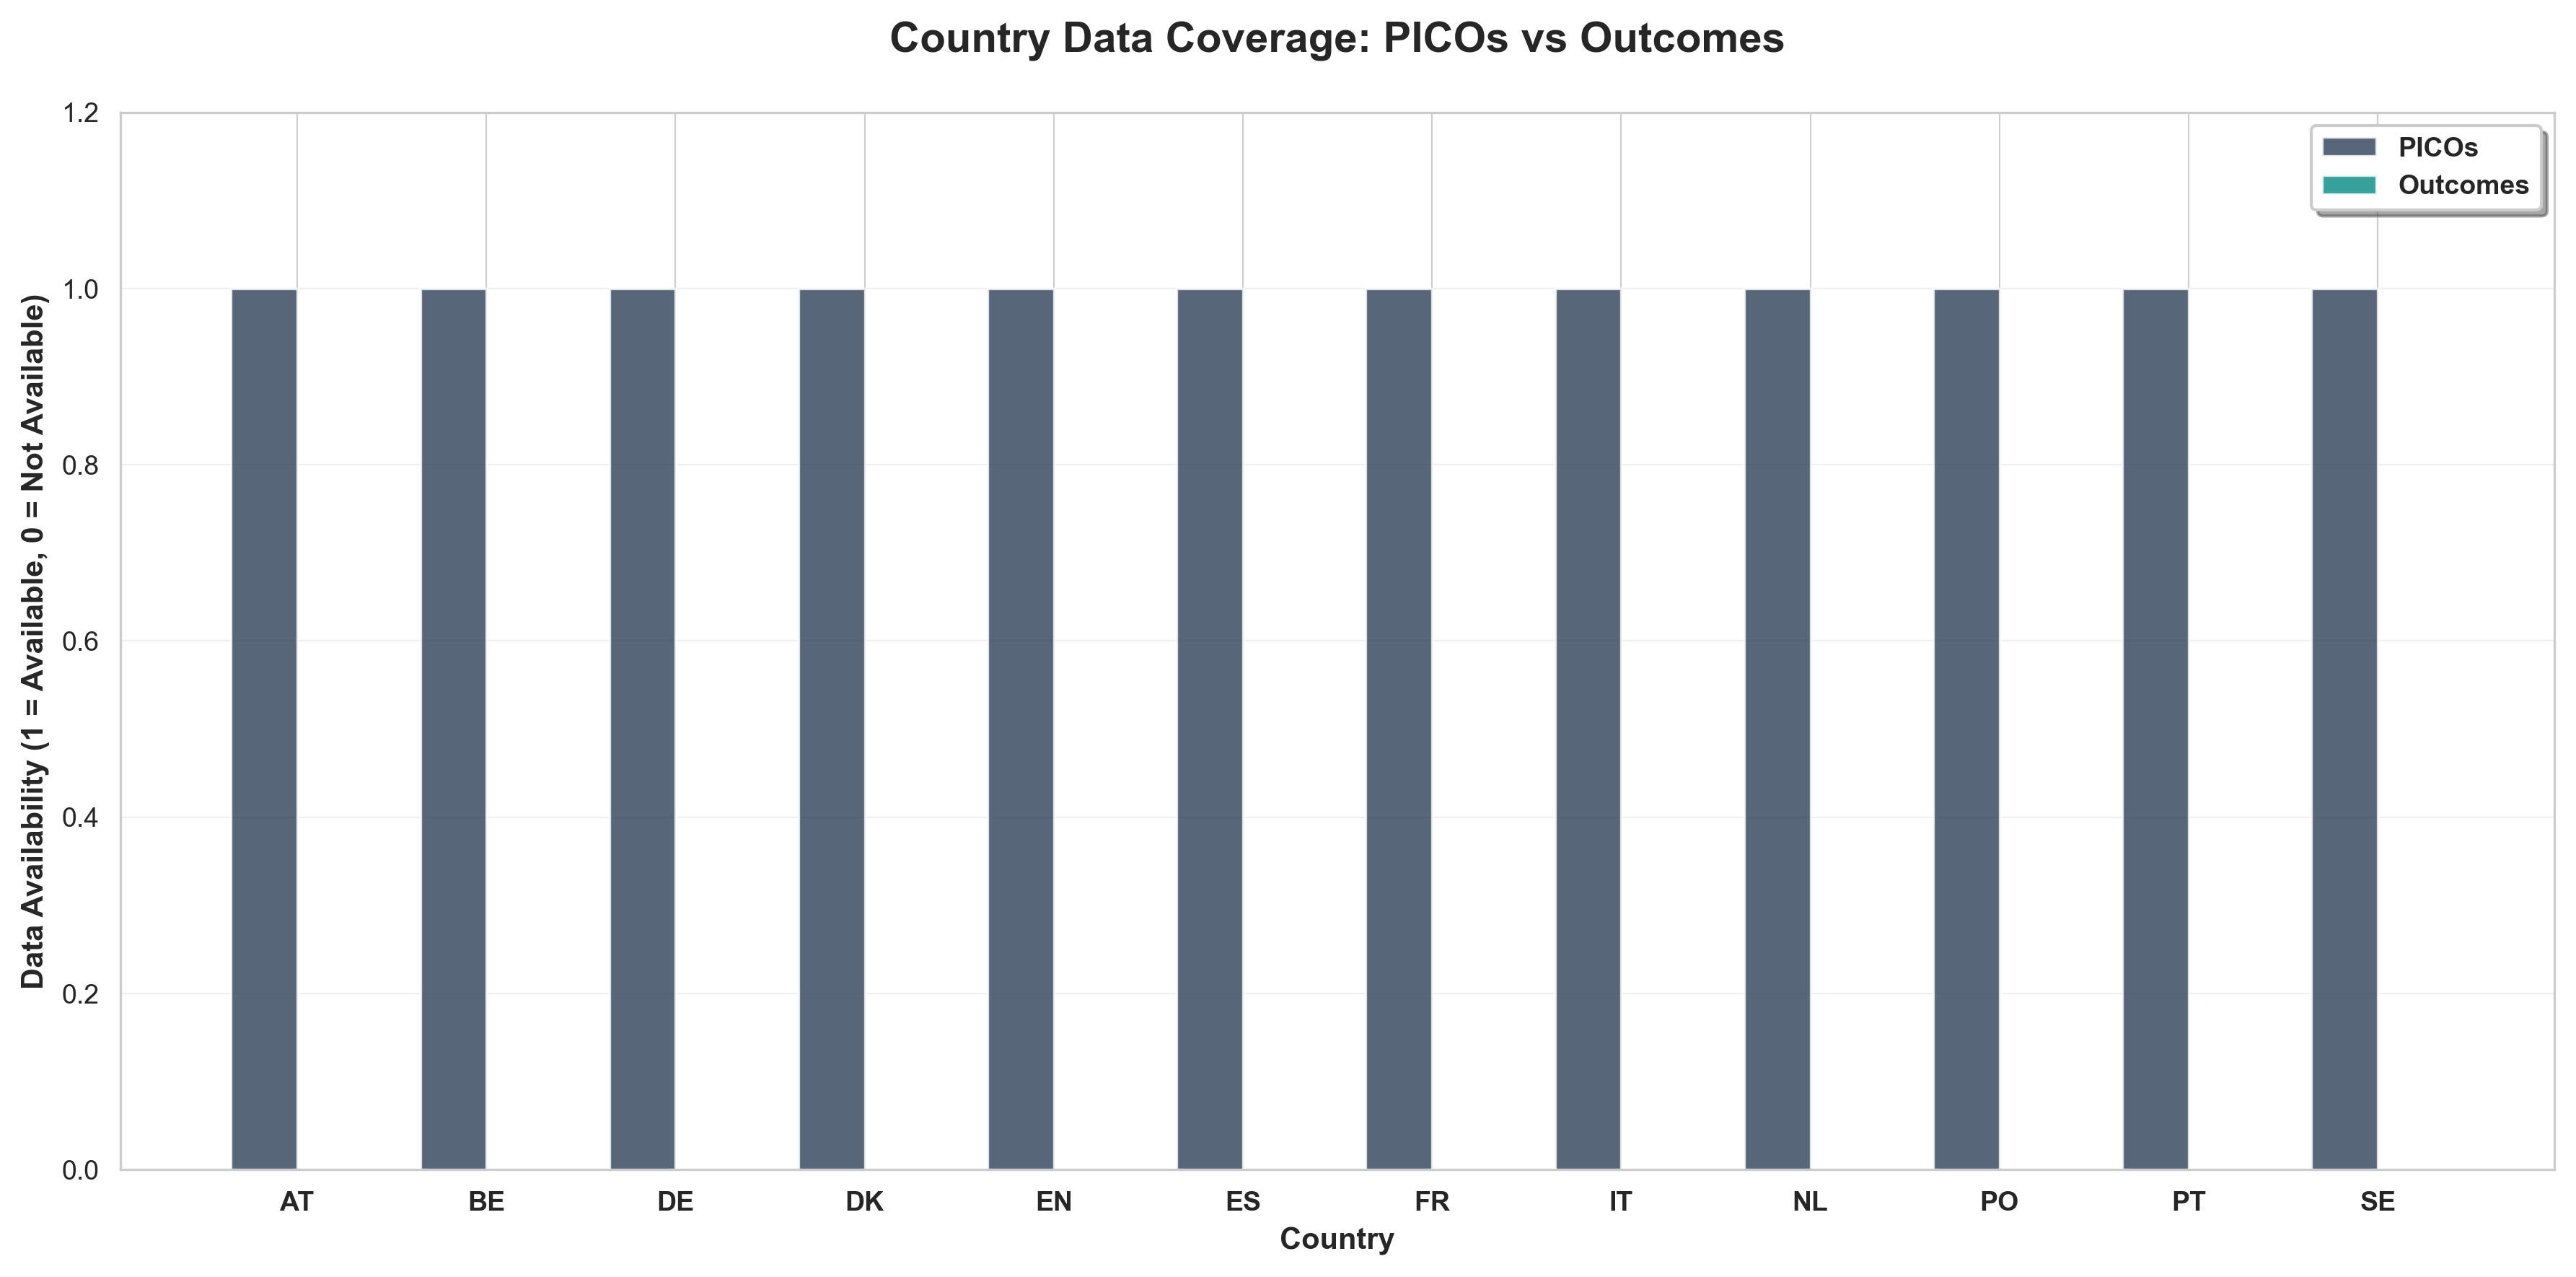 Country Data Coverage: PICOs vs Outcomes
PICOs
Outcomes
Data Availability (1 = Available, 0 = Not Available)
1.2
1.0
0.8
0.6
0.4
0.2
0.0
AT BE DE DK EN ES FR IT NL PO PT SE
Country